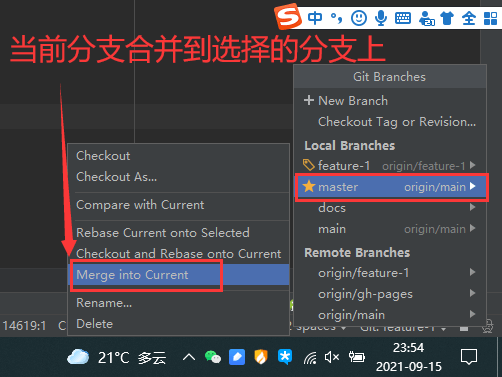 中
全
当前分支合并到选择的分支上
Git Branches
+ New Branch
Checkout Tag or Revision...
Local Branches
feature-1 origin/feature-1
master origin/main
docs
main origin/main
Remote Branches
origin/feature-1
origin/gh-pages
origin/main
Checkout
Checkout As...
Compare with Current
Rebase Current onto Selected
Checkout and Rebase onto Current
Merge into Current
Rename...
Delete
14619:1 C
spaces Git: feature-1
21°C 多云
23:54
2021-09-15